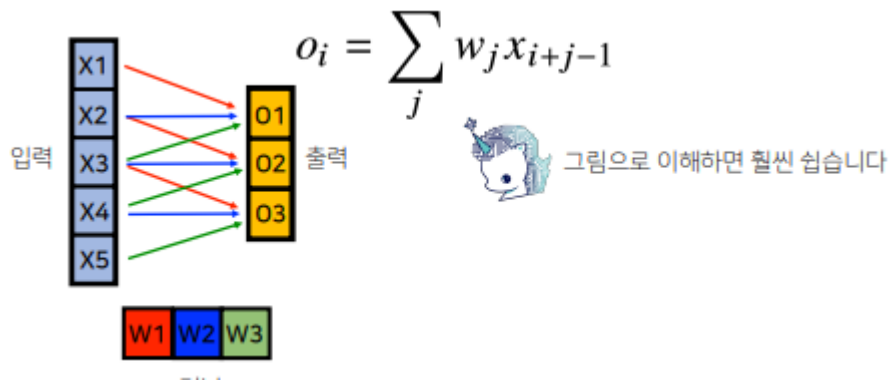 o_i = \sum_j w_j x_{i+j-1}
X1
X2
X3
X4
X5
입력
O1
O2
O3
출력
그림으로 이해하면 훨씬 쉽습니다
W1 W2 W3